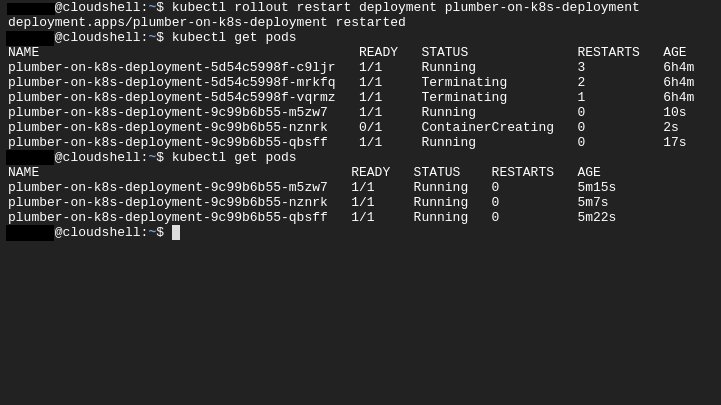 @cloudshell:~$ kubectl rollout restart deployment plumber-on-k8s-deployment
deployment.apps/plumber-on-k8s-deployment restarted
@cloudshell:~$ kubectl get pods
NAME READY STATUS RESTARTS AGE
plumber-on-k8s-deployment-5d54c5998f-c9ljr 1/1 Running 3 6h4m
plumber-on-k8s-deployment-5d54c5998f-mrkfq 1/1 Terminating 2 6h4m
plumber-on-k8s-deployment-5d54c5998f-vqrmz 1/1 Terminating 1 6h4m
plumber-on-k8s-deployment-9c99b6b55-m5zw7 1/1 Running 0 10s
plumber-on-k8s-deployment-9c99b6b55-nznrk 0/1 ContainerCreating 0 2s
plumber-on-k8s-deployment-9c99b6b55-qbsff 1/1 Running 0 17s
@cloudshell:~$ kubectl get pods
NAME READY STATUS RESTARTS AGE
plumber-on-k8s-deployment-9c99b6b55-m5zw7 1/1 Running 0 5m15s
plumber-on-k8s-deployment-9c99b6b55-nznrk 1/1 Running 0 5m7s
plumber-on-k8s-deployment-9c99b6b55-qbsff 1/1 Running 0 5m22s
@cloudshell:~$